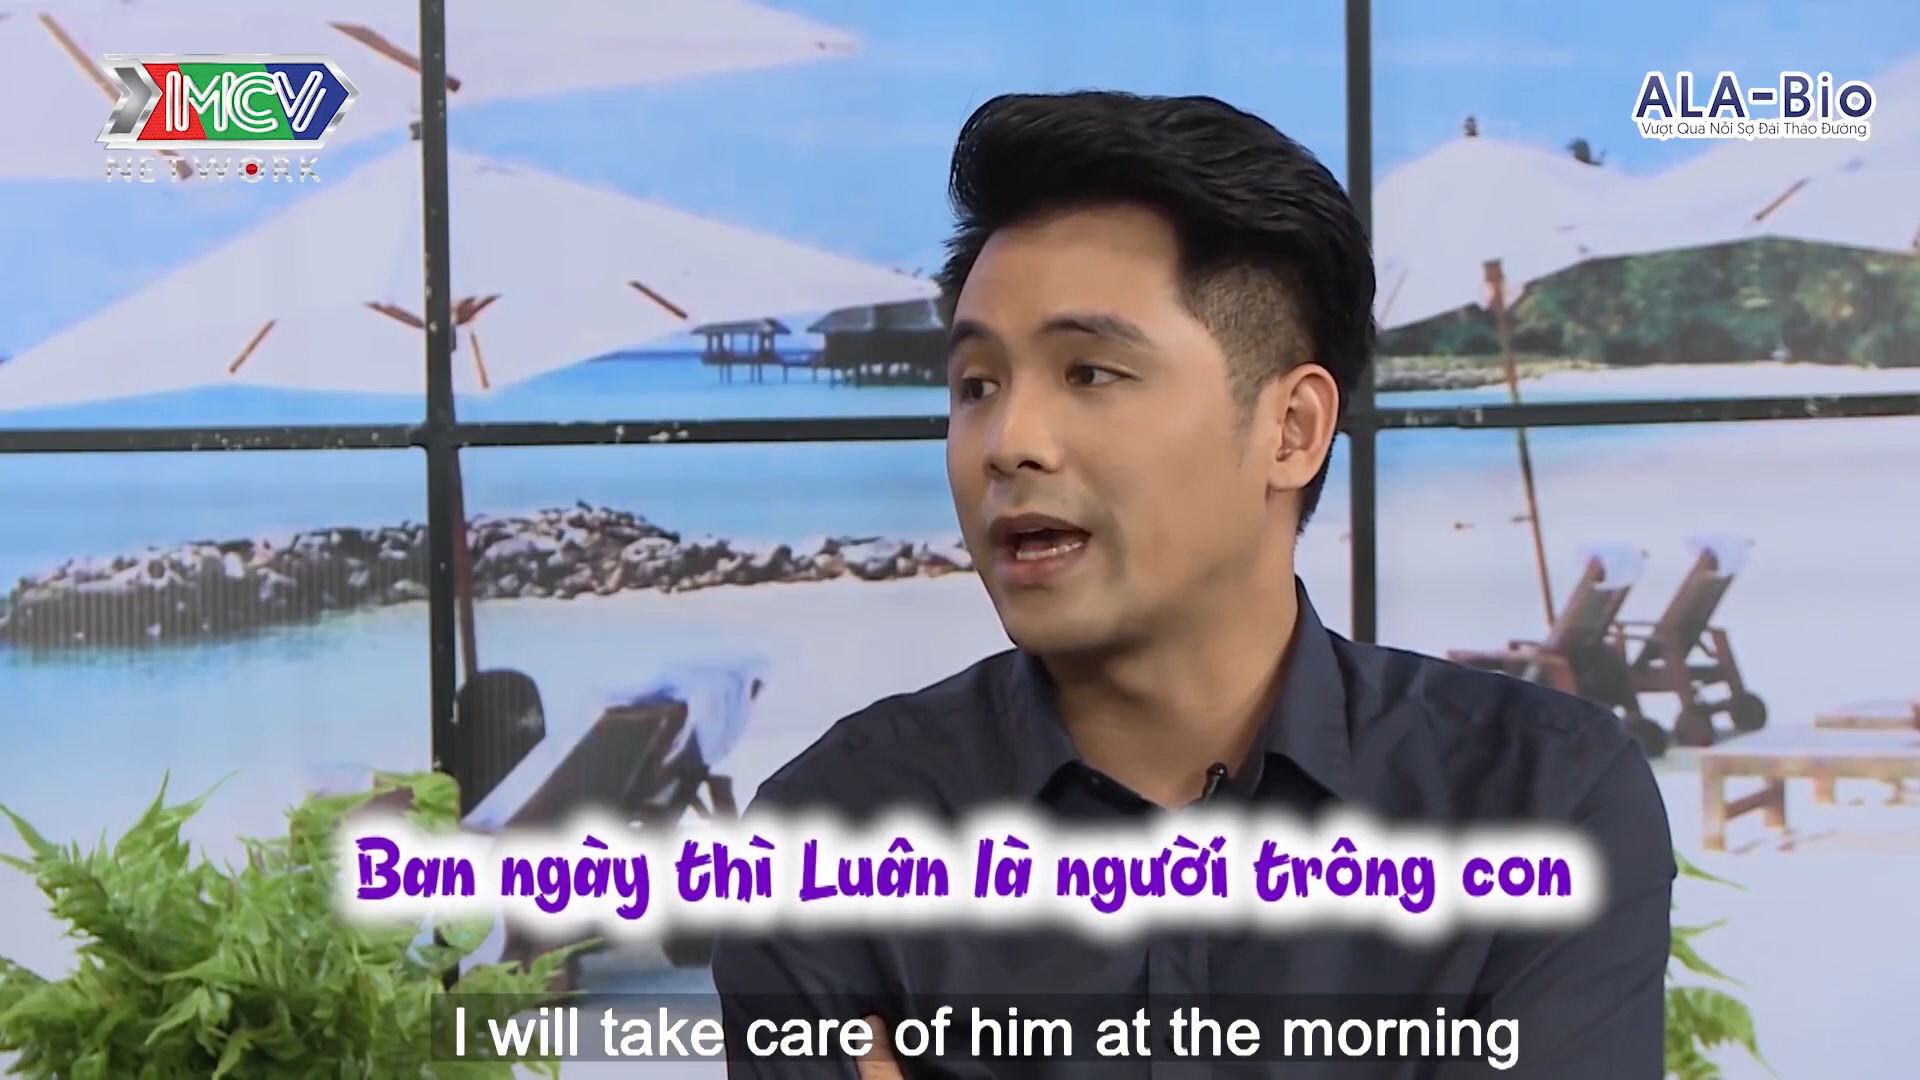 MCV
NETWORK
ALA-Bio
Vượt Qua Nỗi Sợ Đái Tháo Đường
Ban ngày thì Luân là người trông con
I will take care of him at the morning